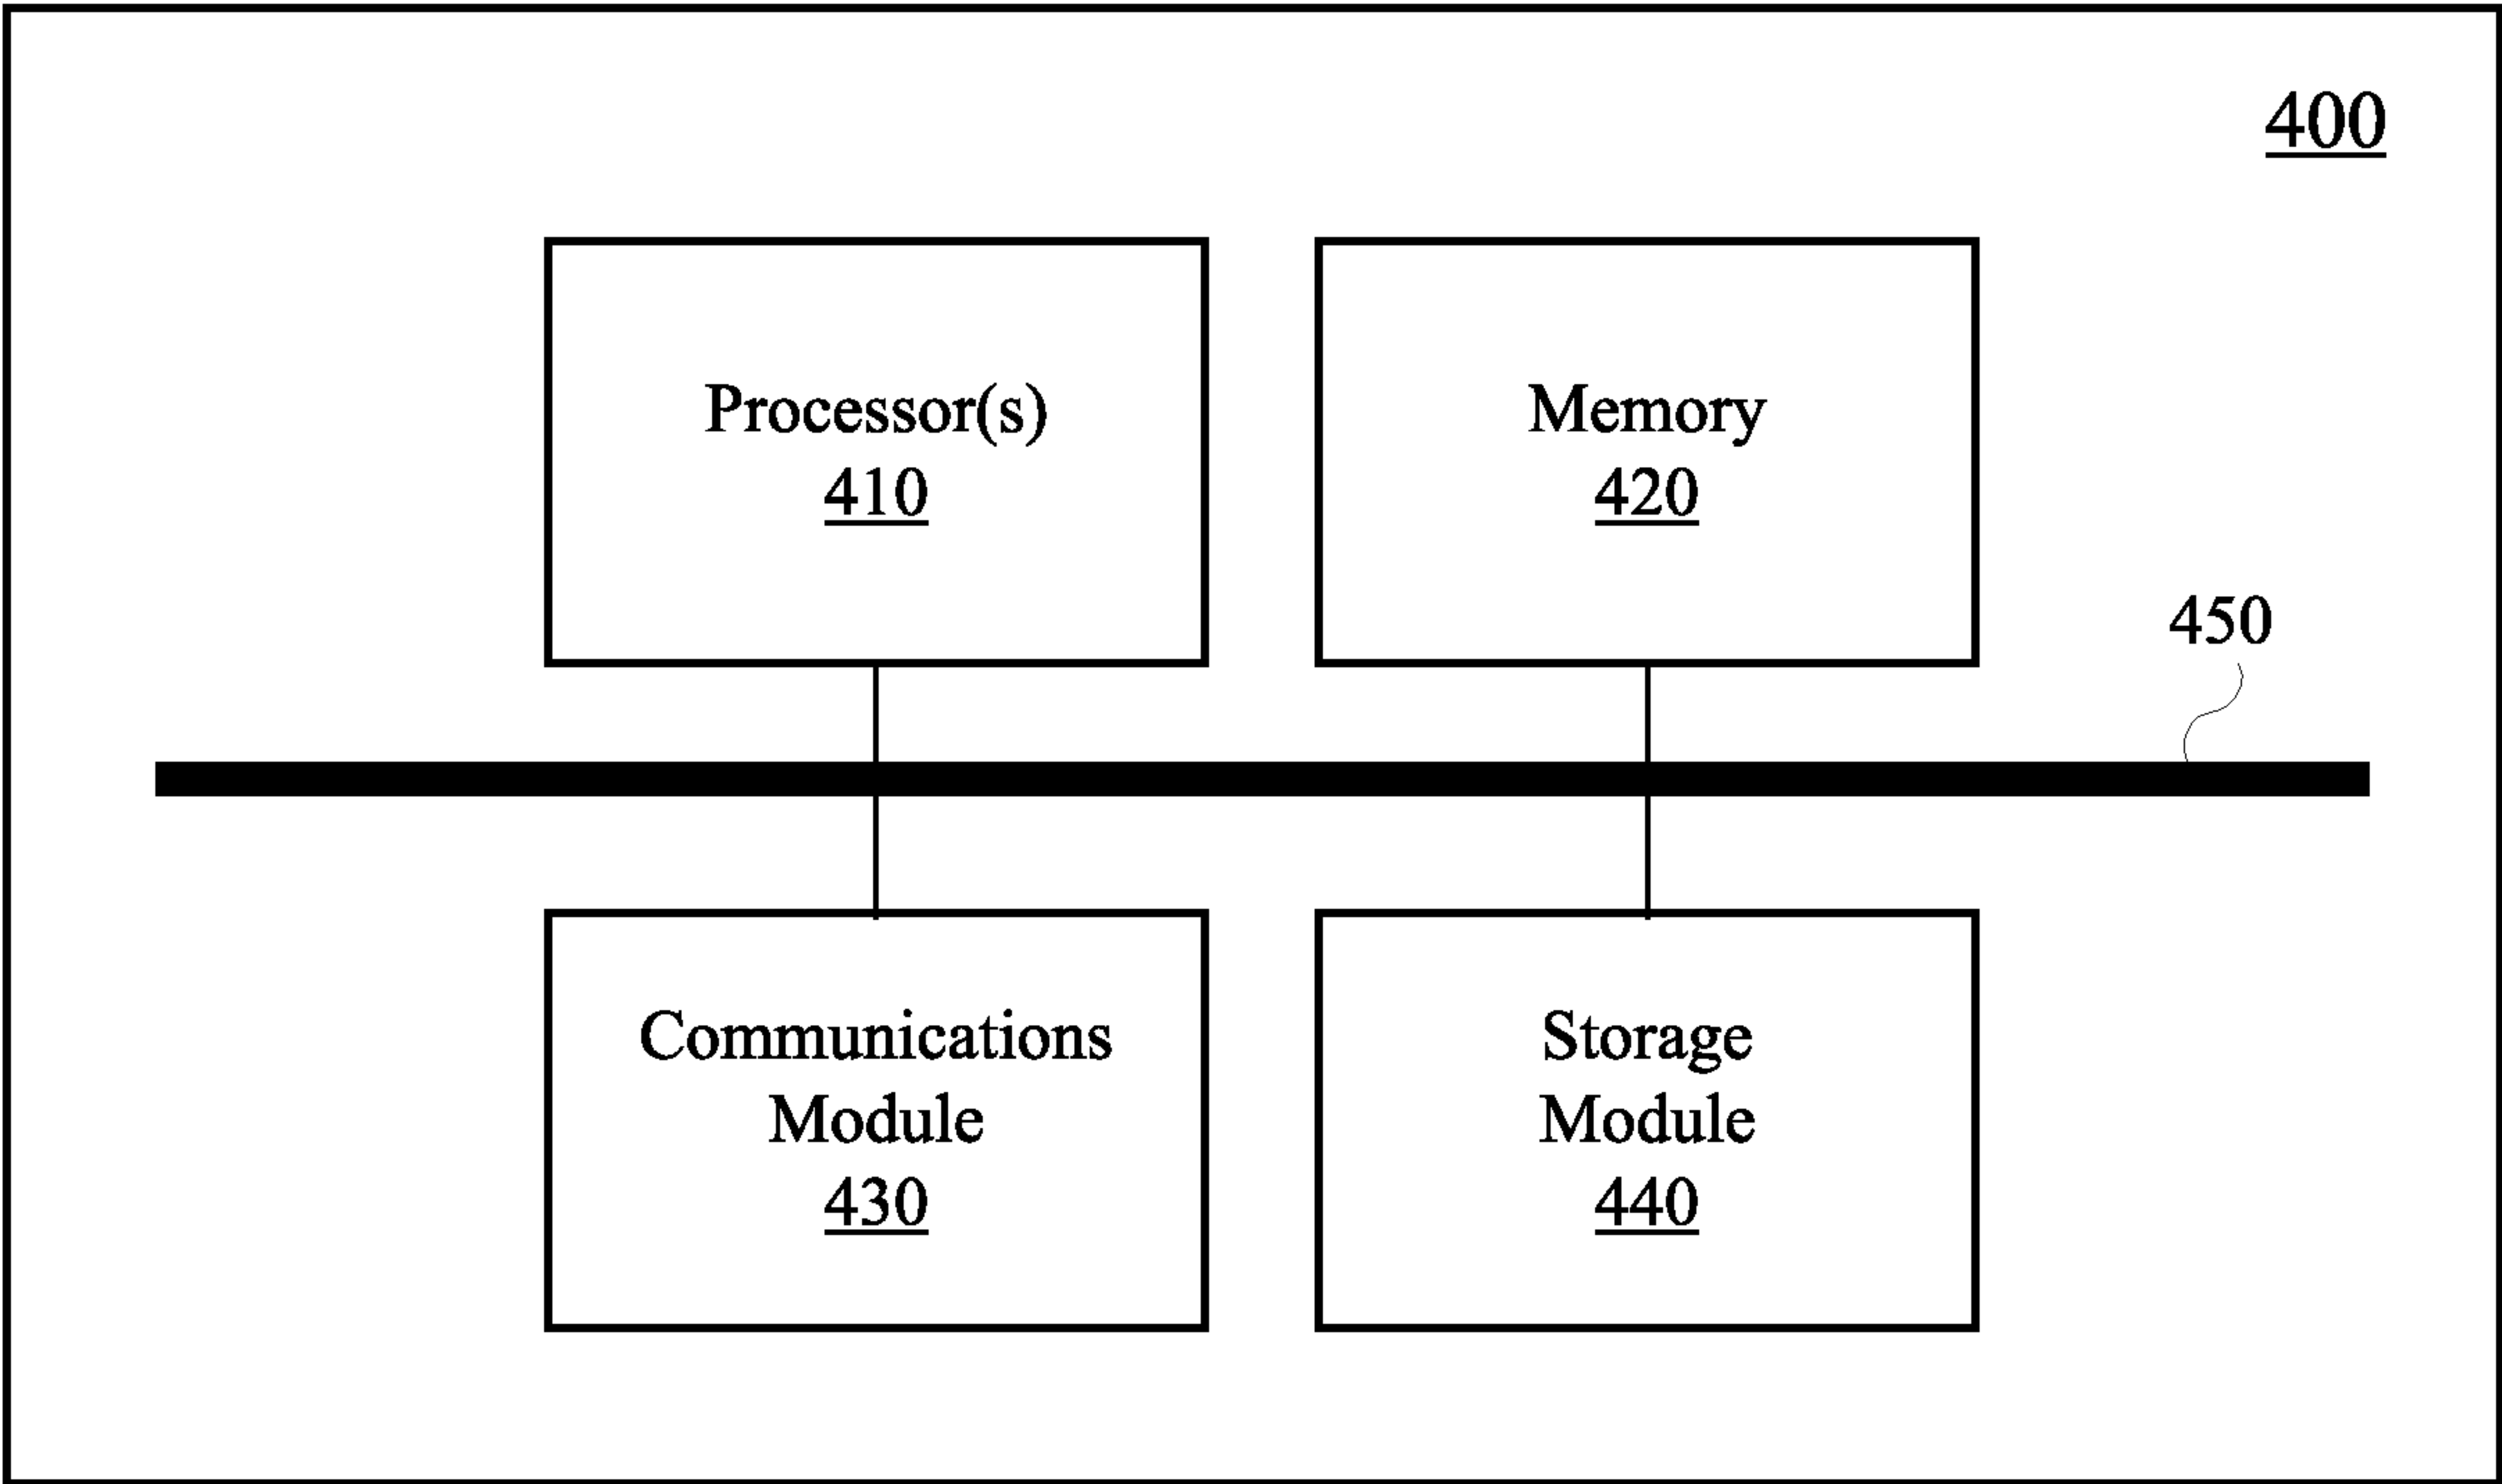 400
Processor(s)
410
Memory
420
450
Communications
Module
430
Storage
Module
440